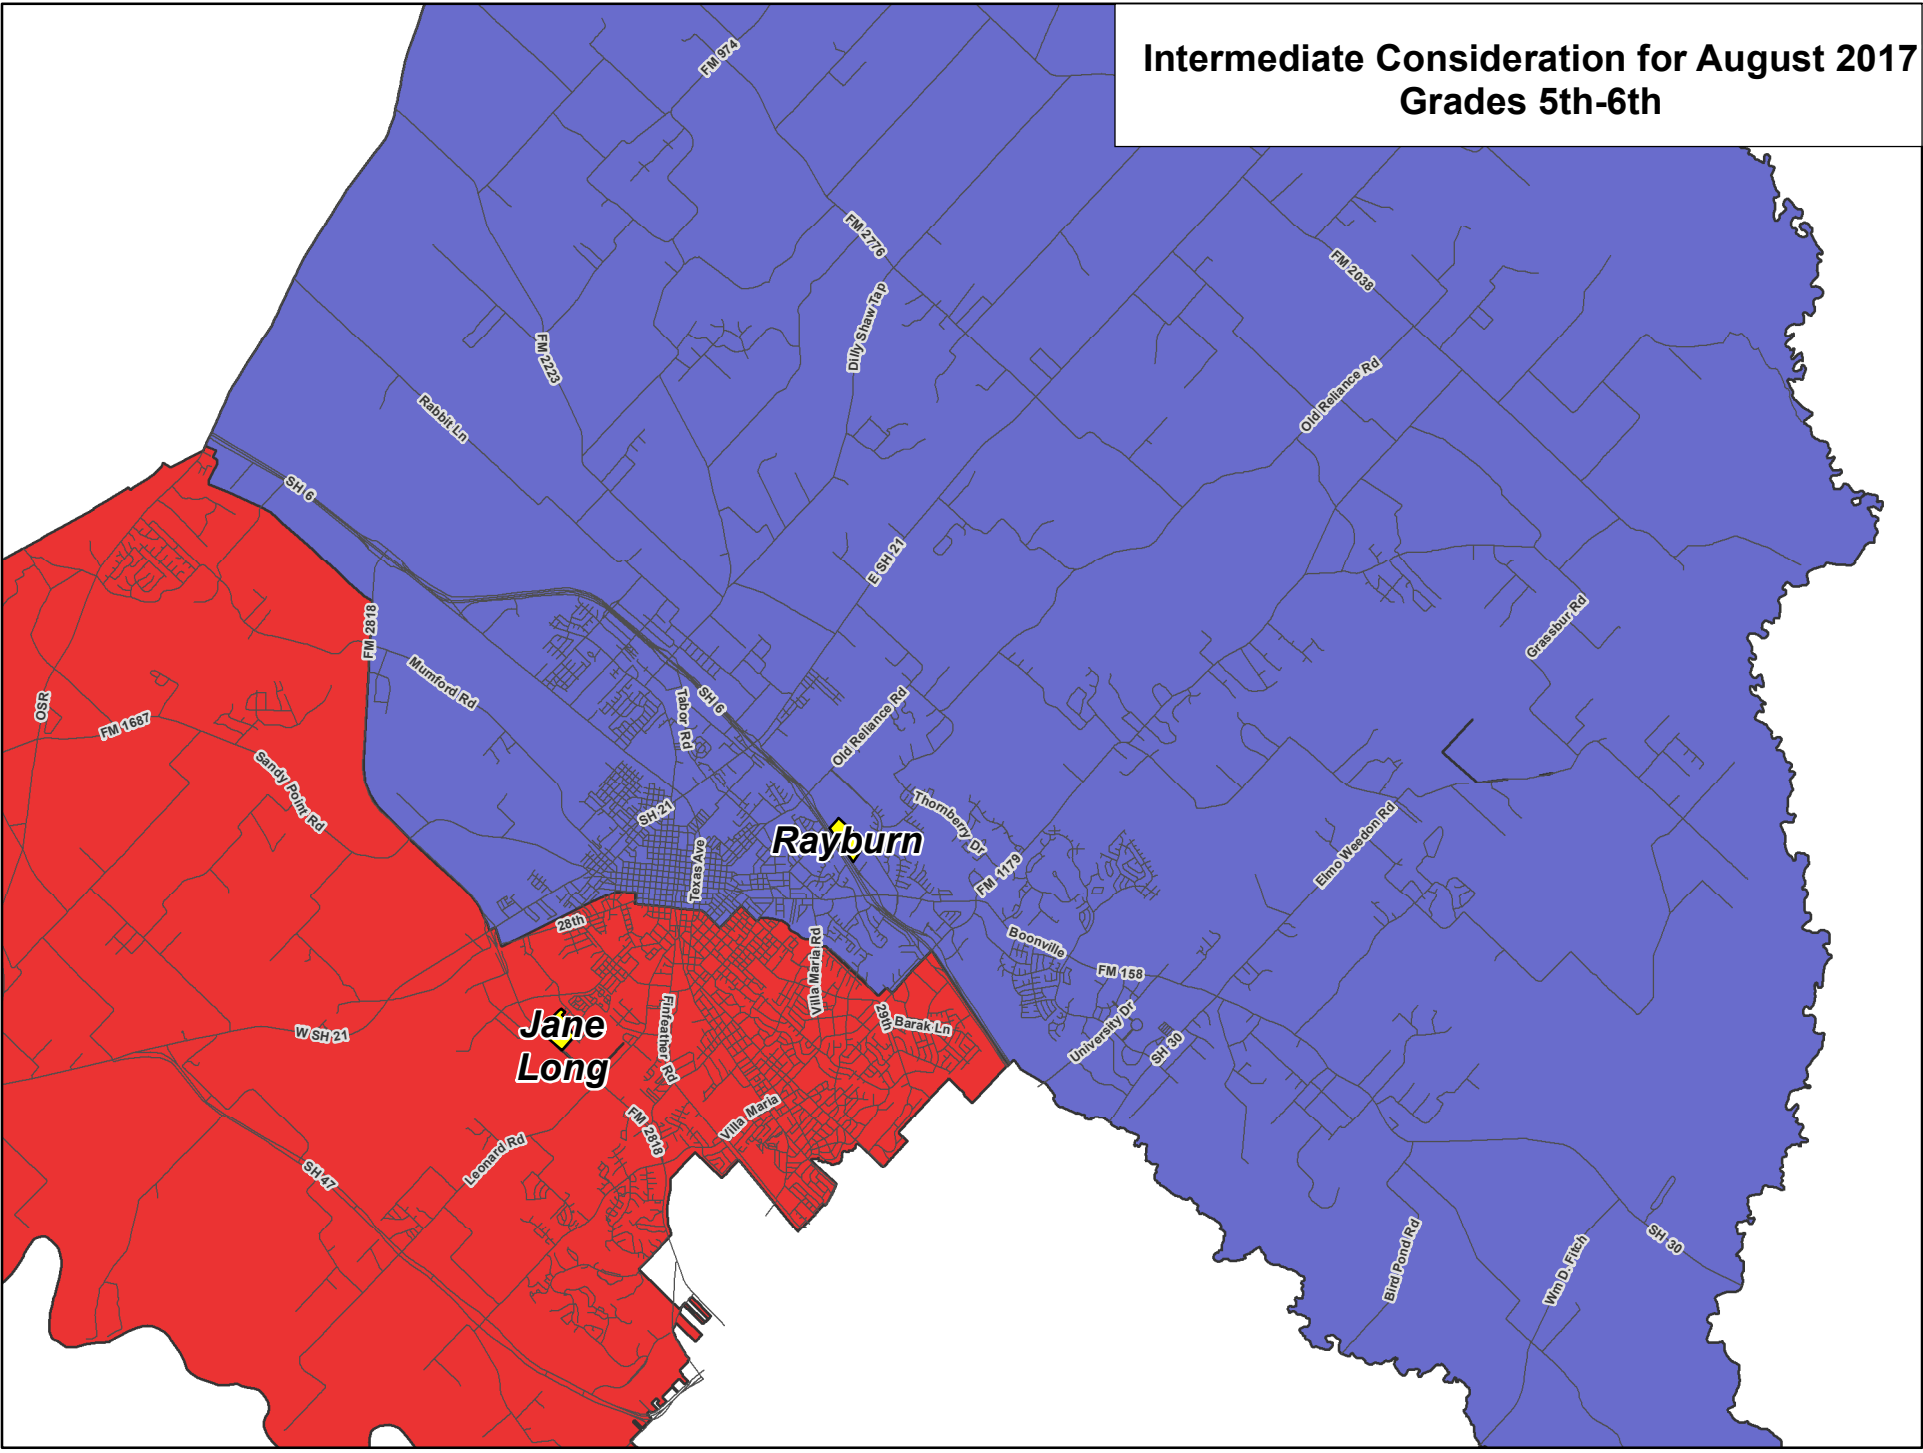 Intermediate Consideration for August 2017
Grades 5th-6th
FM 974
FM 2776
FM 2038
Dilly Shaw Tap
FM 2223
Old Reliance Rd
Rabbit Ln
SH 6
E SH 21
FM 2818
Grassbur Rd
Mumford Rd
OSR
FM 1687
Tabor Rd
SH 6
Old Reliance Rd
Sandy Point Rd
SH 21
Rayburn
Thornberry Dr
Texas Ave
FM 1179
Elmo Weedon Rd
28th
Villa Maria Rd
Boonville
FM 158
W SH 21
Jane
Long
Finfeather Rd
29th
Barak Ln
University Dr
SH 30
FM 2818
Villa Maria
Leonard Rd
SH 47
Bird Pond Rd
Wm D. Fitch
SH 30